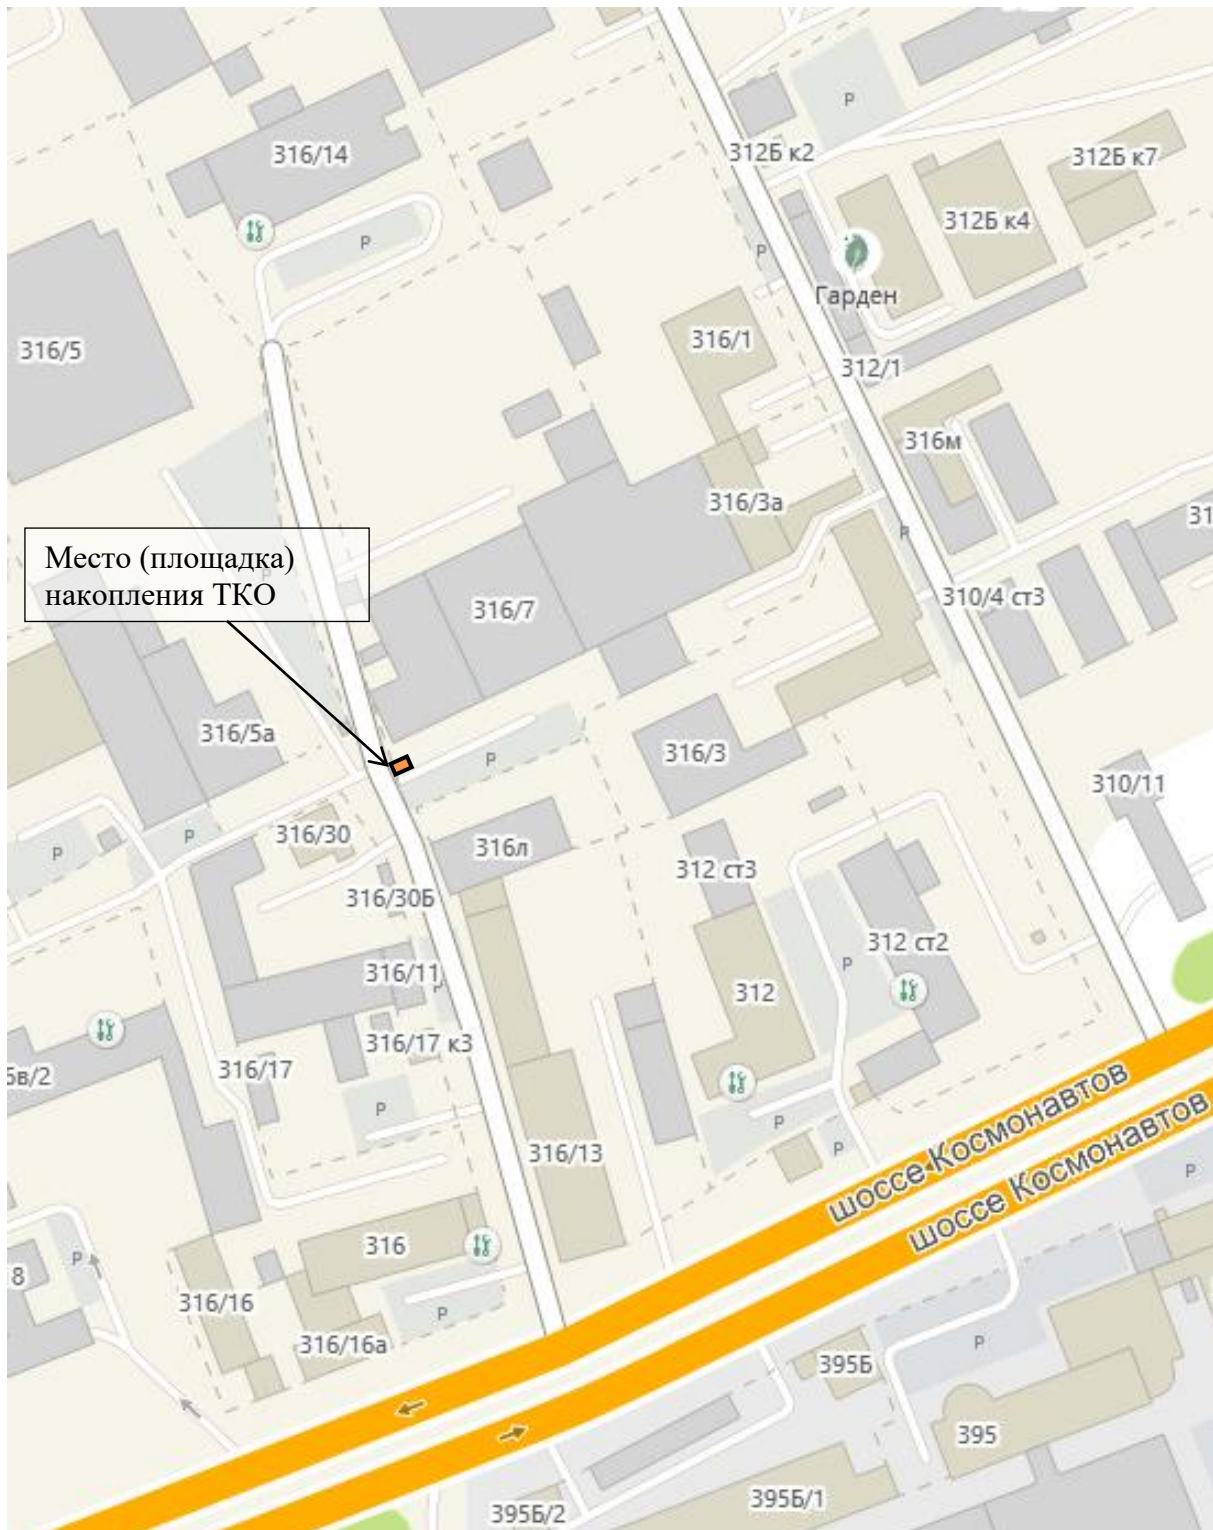 316/14
Р
312Б к2
312Б к7
312Б к4
Р
Р
Гарден
316/5
316/1
312/1
316м
316/3а
31
Р
Место (площадка)
накопления ТКО
316/7
310/4 ст3
316/5а
316/3
Р
310/11
316/30
Р
Р
316л
312 ст3
316/30Б
312 ст2
316/11
Р
Р
312
316/17 к3
316/17
6в/2
Р
Р
316/13
Р
шоссе Космонавтов
шоссе Космонавтов
Р
316
Р
8
316/16
Р
316/16а
Р
395Б
395
395Б/1
395Б/2